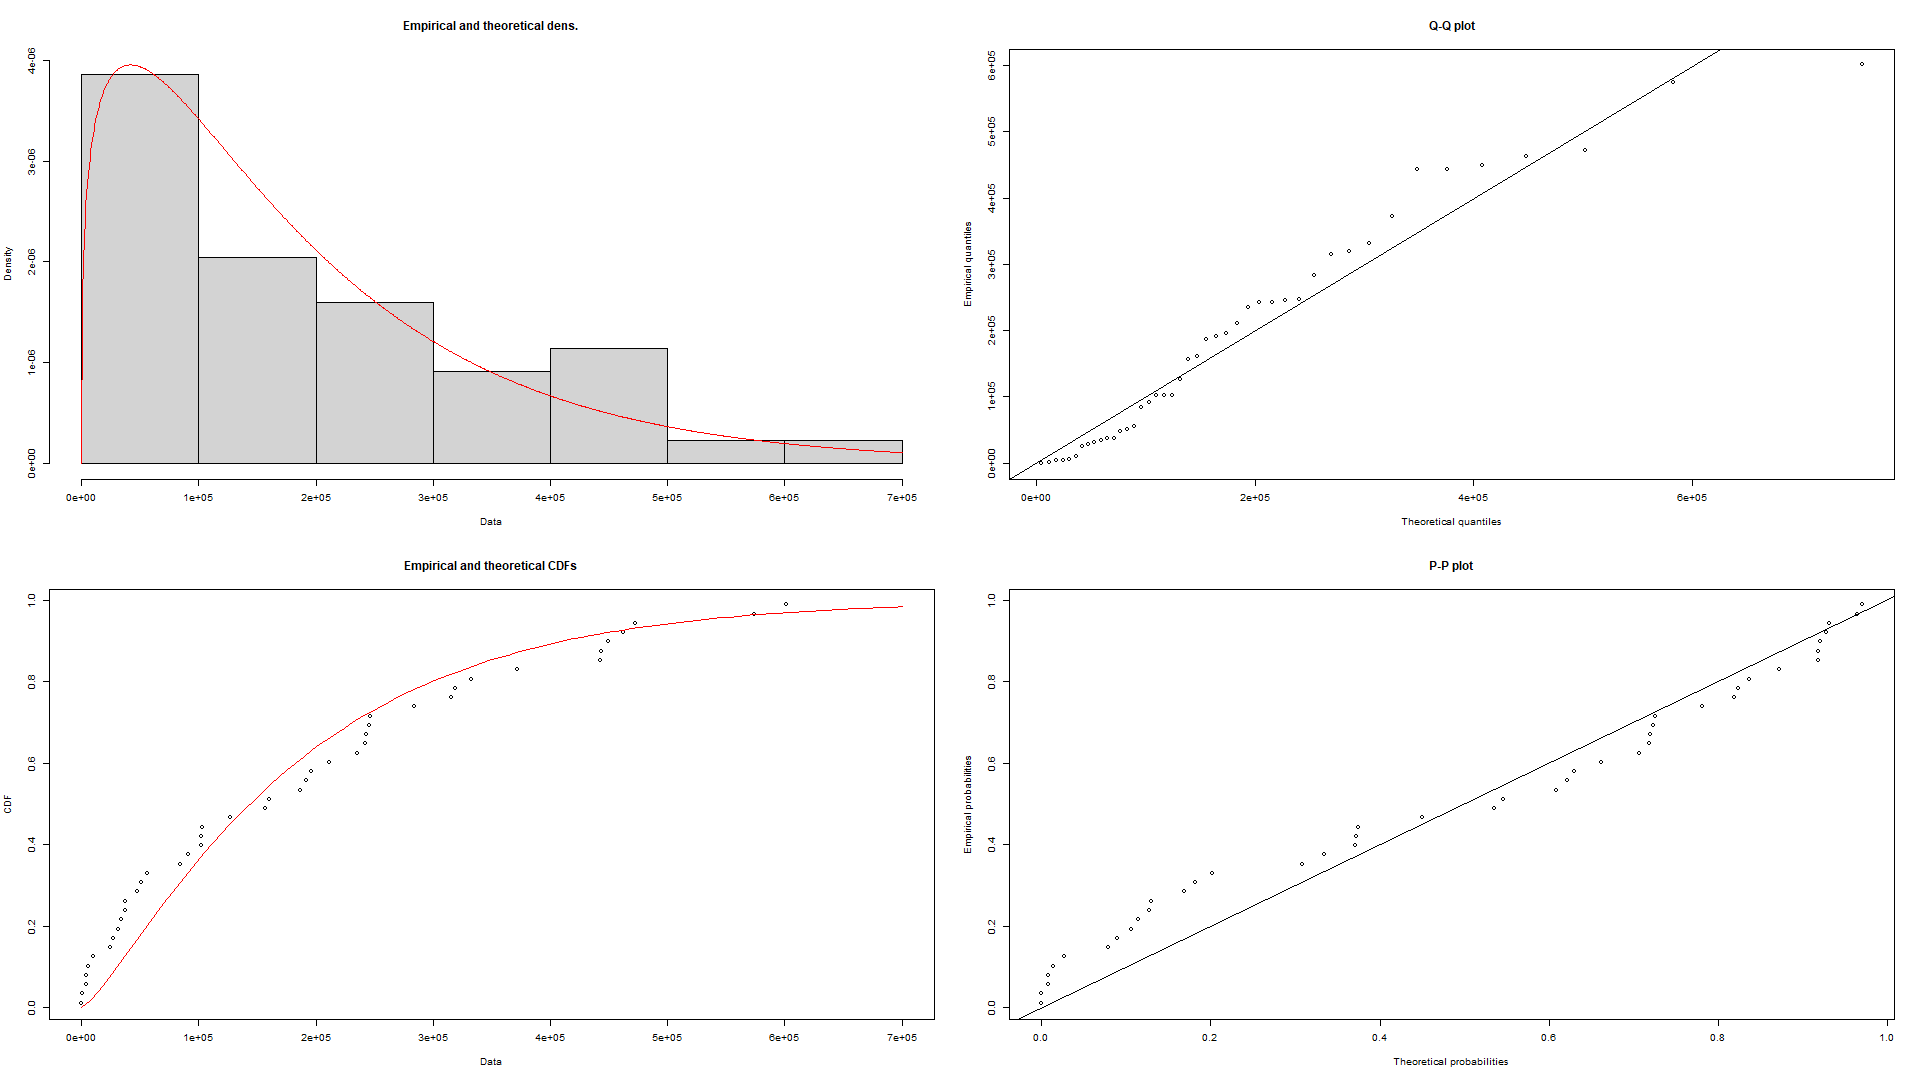 Empirical and theoretical dens.
Density
0e+00 1e-06 2e-06 3e-06 4e-06
0e+00 1e+05 2e+05 3e+05 4e+05 5e+05 6e+05 7e+05
Data
Q-Q plot
Empirical quantiles
0e+00 1e+05 2e+05 3e+05 4e+05 5e+05 6e+05
0e+00 2e+05 4e+05 6e+05
Theoretical quantiles
Empirical and theoretical CDFs
CDF
0.0 0.2 0.4 0.6 0.8 1.0
0e+00 1e+05 2e+05 3e+05 4e+05 5e+05 6e+05 7e+05
Data
P-P plot
Empirical probabilities
0.0 0.2 0.4 0.6 0.8 1.0
0.0 0.2 0.4 0.6 0.8 1.0
Theoretical probabilities